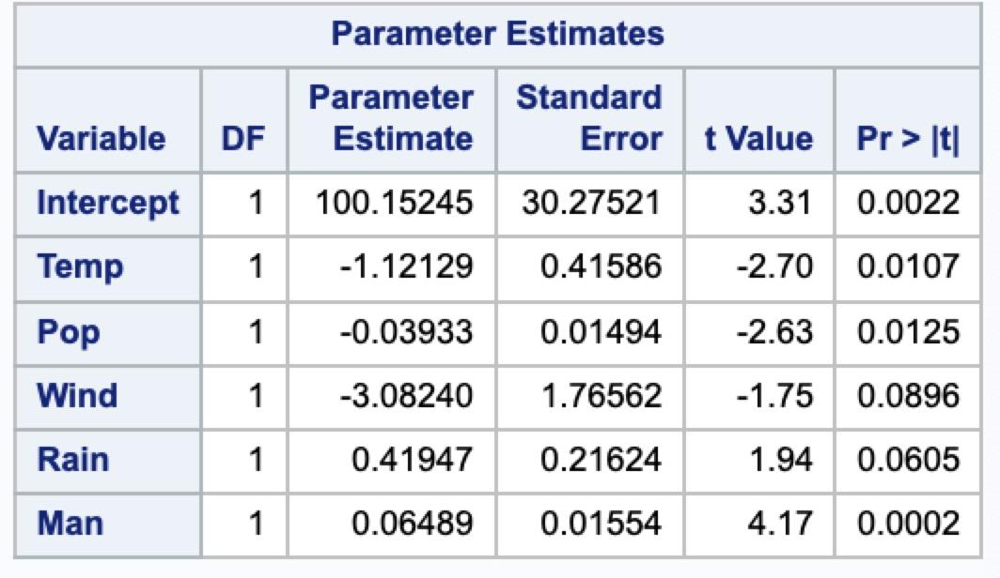 Parameter Estimates
Variable DF Parameter Estimate Standard Error t Value Pr > |t|
Intercept 1 100.15245 30.27521 3.31 0.0022
Temp 1 -1.12129 0.41586 -2.70 0.0107
Pop 1 -0.03933 0.01494 -2.63 0.0125
Wind 1 -3.08240 1.76562 -1.75 0.0896
Rain 1 0.41947 0.21624 1.94 0.0605
Man 1 0.06489 0.01554 4.17 0.0002